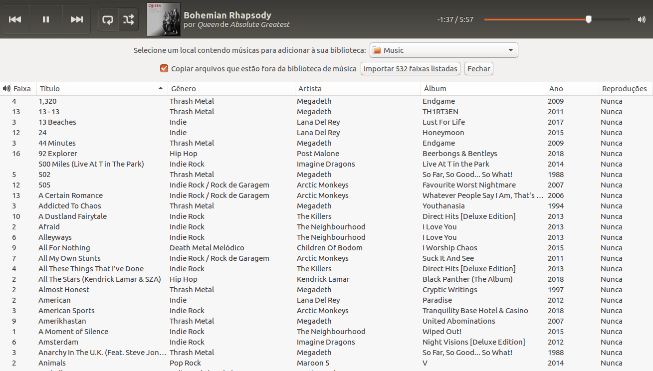 Bohemian Rhapsody
por Queen de Absolute Greatest
-1:37 / 5:57
Selecione um local contendo músicas para adicionar à sua biblioteca: Music
Copiar arquivos que estão fora da biblioteca de música Importar 532 faixas listadas Fechar
Faixa Título Gênero Artista Álbum Ano Reproduções
4 1,320 Thrash Metal Megadeth Endgame 2009 Nunca
13 13 - 13 Thrash Metal Megadeth TH1RT3EN 2011 Nunca
3 13 Beaches Indie Lana Del Rey Lust For Life 2017 Nunca
12 24 Indie Lana Del Rey Honeymoon 2015 Nunca
3 44 Minutes Thrash Metal Megadeth Endgame 2009 Nunca
16 92 Explorer Hip Hop Post Malone Beerbongs & Bentleys 2018 Nunca
500 Miles (Live At T in The Park) Indie Rock Imagine Dragons Live At T in the Park 2014 Nunca
5 502 Thrash Metal Megadeth So Far, So Good... So What! 1988 Nunca
12 505 Indie Rock / Rock de Garagem Arctic Monkeys Favourite Worst Nightmare 2007 Nunca
13 A Certain Romance Indie Rock / Rock de Garagem Arctic Monkeys Whatever People Say I Am, That's ... 2006 Nunca
3 Addicted To Chaos Thrash Metal Megadeth Youthanasia 1994 Nunca
10 A Dustland Fairytale Indie Rock The Killers Direct Hits [Deluxe Edition] 2013 Nunca
2 Afraid Indie Rock The Neighbourhood I Love You 2013 Nunca
6 Alleyways Indie Rock The Neighbourhood I Love You 2013 Nunca
9 All For Nothing Death Metal Melódico Children Of Bodom I Worship Chaos 2015 Nunca
7 All My Own Stunts Indie Rock / Rock de Garagem Arctic Monkeys Suck It And See 2011 Nunca
4 All These Things That I've Done Indie Rock The Killers Direct Hits [Deluxe Edition] 2013 Nunca
2 All The Stars (Kendrick Lamar & SZA) Hip Hop Kendrick Lamar Black Panther (The Album) 2018 Nunca
2 Almost Honest Thrash Metal Megadeth Cryptic Writings 1997 Nunca
2 American Indie Lana Del Rey Paradise 2012 Nunca
3 American Sports Indie Rock Arctic Monkeys Tranquility Base Hotel & Casino 2018 Nunca
9 Amerikhastan Thrash Metal Megadeth United Abominations 2007 Nunca
1 A Moment of Silence Indie Rock The Neighbourhood Wiped Out! 2015 Nunca
6 Amsterdam Indie Rock Imagine Dragons Night Visions [Deluxe Edition] 2012 Nunca
3 Anarchy In The U.K. (Feat. Steve Jon... Thrash Metal Megadeth So Far, So Good... So What! 1988 Nunca
2 Animals Pop Rock Maroon 5 V 2014 Nunca